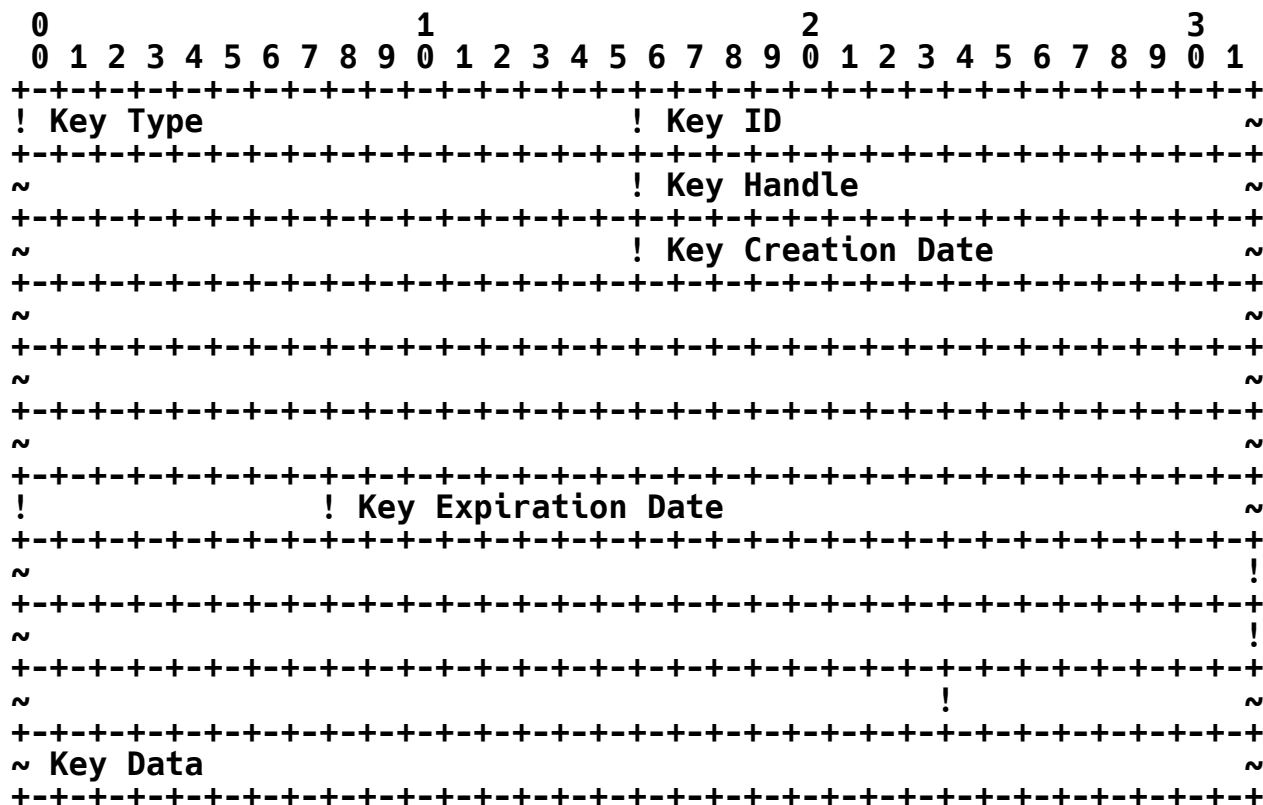 0                   1                   2                   3
 0 1 2 3 4 5 6 7 8 9 0 1 2 3 4 5 6 7 8 9 0 1 2 3 4 5 6 7 8 9 0 1
+-+-+-+-+-+-+-+-+-+-+-+-+-+-+-+-+-+-+-+-+-+-+-+-+-+-+-+-+-+-+-+-+
! Key Type                      ! Key ID                        ~
+-+-+-+-+-+-+-+-+-+-+-+-+-+-+-+-+-+-+-+-+-+-+-+-+-+-+-+-+-+-+-+-+
~                               ! Key Handle                    ~
+-+-+-+-+-+-+-+-+-+-+-+-+-+-+-+-+-+-+-+-+-+-+-+-+-+-+-+-+-+-+-+-+
~                               ! Key Creation Date             ~
+-+-+-+-+-+-+-+-+-+-+-+-+-+-+-+-+-+-+-+-+-+-+-+-+-+-+-+-+-+-+-+-+
~                                                               ~
+-+-+-+-+-+-+-+-+-+-+-+-+-+-+-+-+-+-+-+-+-+-+-+-+-+-+-+-+-+-+-+-+
~                                                               ~
+-+-+-+-+-+-+-+-+-+-+-+-+-+-+-+-+-+-+-+-+-+-+-+-+-+-+-+-+-+-+-+-+
~                                                               ~
+-+-+-+-+-+-+-+-+-+-+-+-+-+-+-+-+-+-+-+-+-+-+-+-+-+-+-+-+-+-+-+-+
!               ! Key Expiration Date                           ~
+-+-+-+-+-+-+-+-+-+-+-+-+-+-+-+-+-+-+-+-+-+-+-+-+-+-+-+-+-+-+-+-+
~                                                               !
+-+-+-+-+-+-+-+-+-+-+-+-+-+-+-+-+-+-+-+-+-+-+-+-+-+-+-+-+-+-+-+-+
~                                                               !
+-+-+-+-+-+-+-+-+-+-+-+-+-+-+-+-+-+-+-+-+-+-+-+-+-+-+-+-+-+-+-+-+
~                                               !               ~
+-+-+-+-+-+-+-+-+-+-+-+-+-+-+-+-+-+-+-+-+-+-+-+-+-+-+-+-+-+-+-+-+
~ Key Data                                                      ~
+-+-+-+-+-+-+-+-+-+-+-+-+-+-+-+-+-+-+-+-+-+-+-+-+-+-+-+-+-+-+-+-+